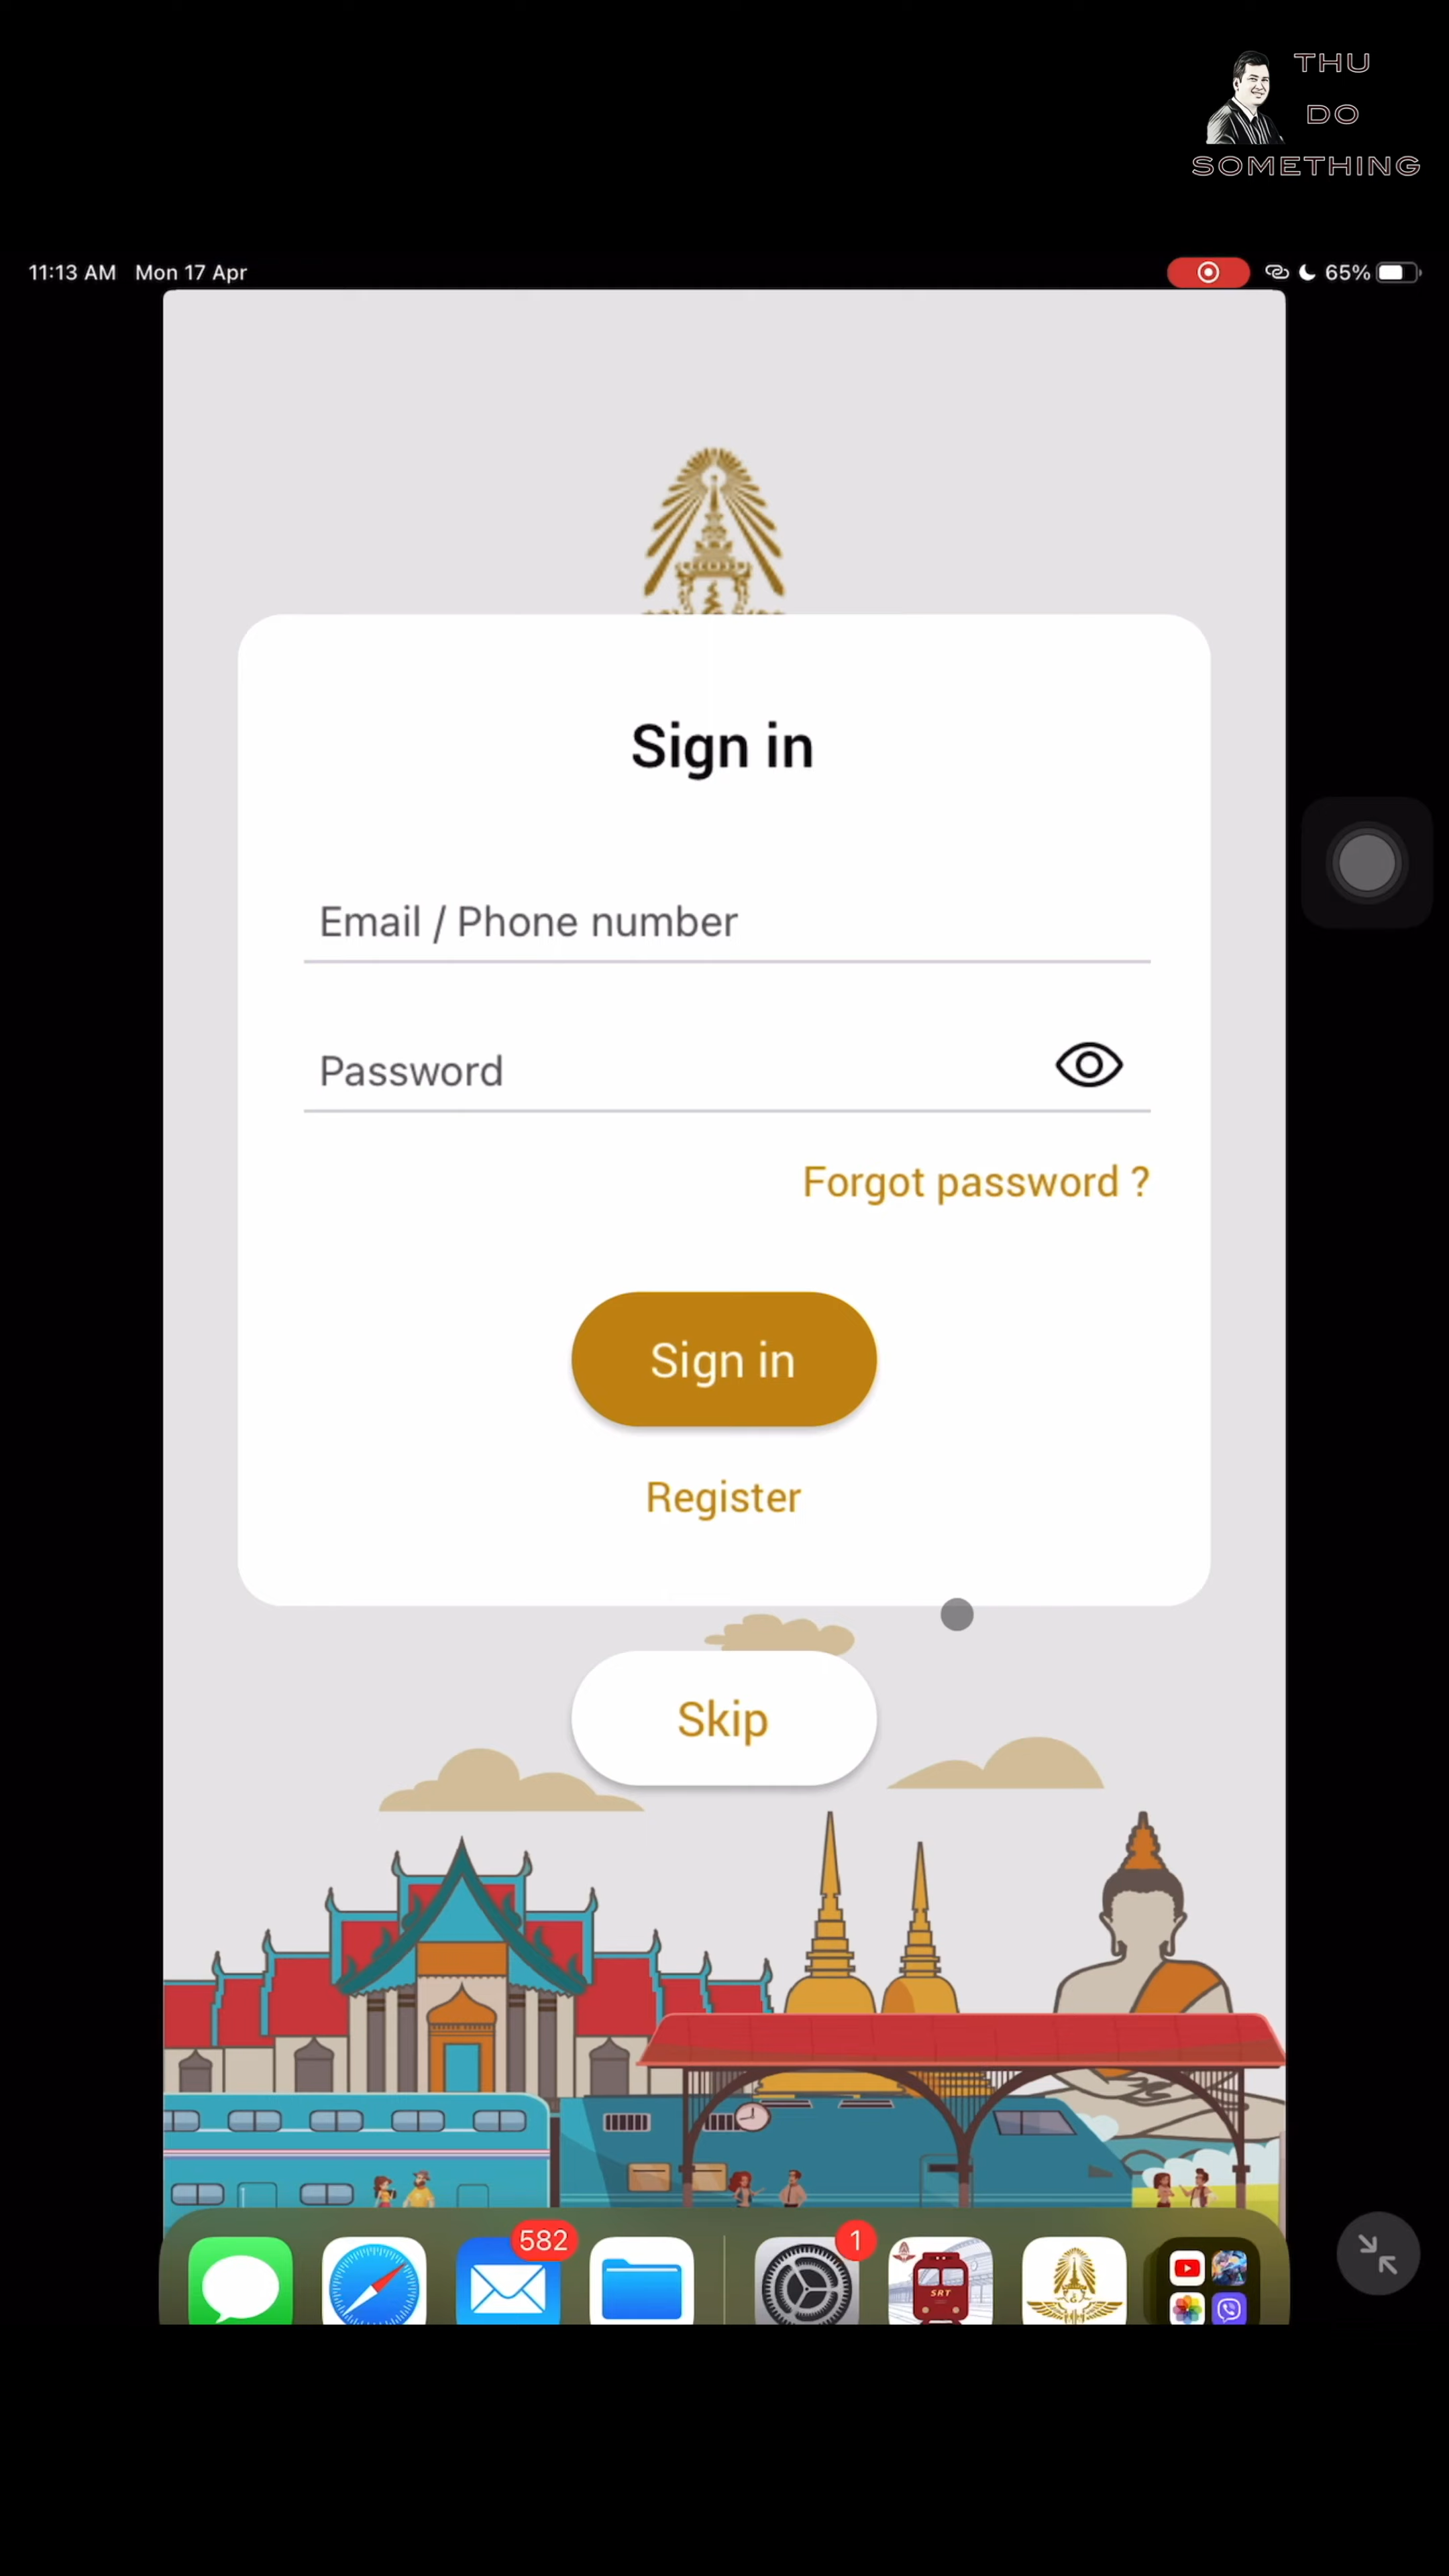 THU
DO
SOMETHING
11:13 AM Mon 17 Apr
65%
Sign in
Email / Phone number
Password
Forgot password ?
Sign in
Register
Skip
582
1
SRT